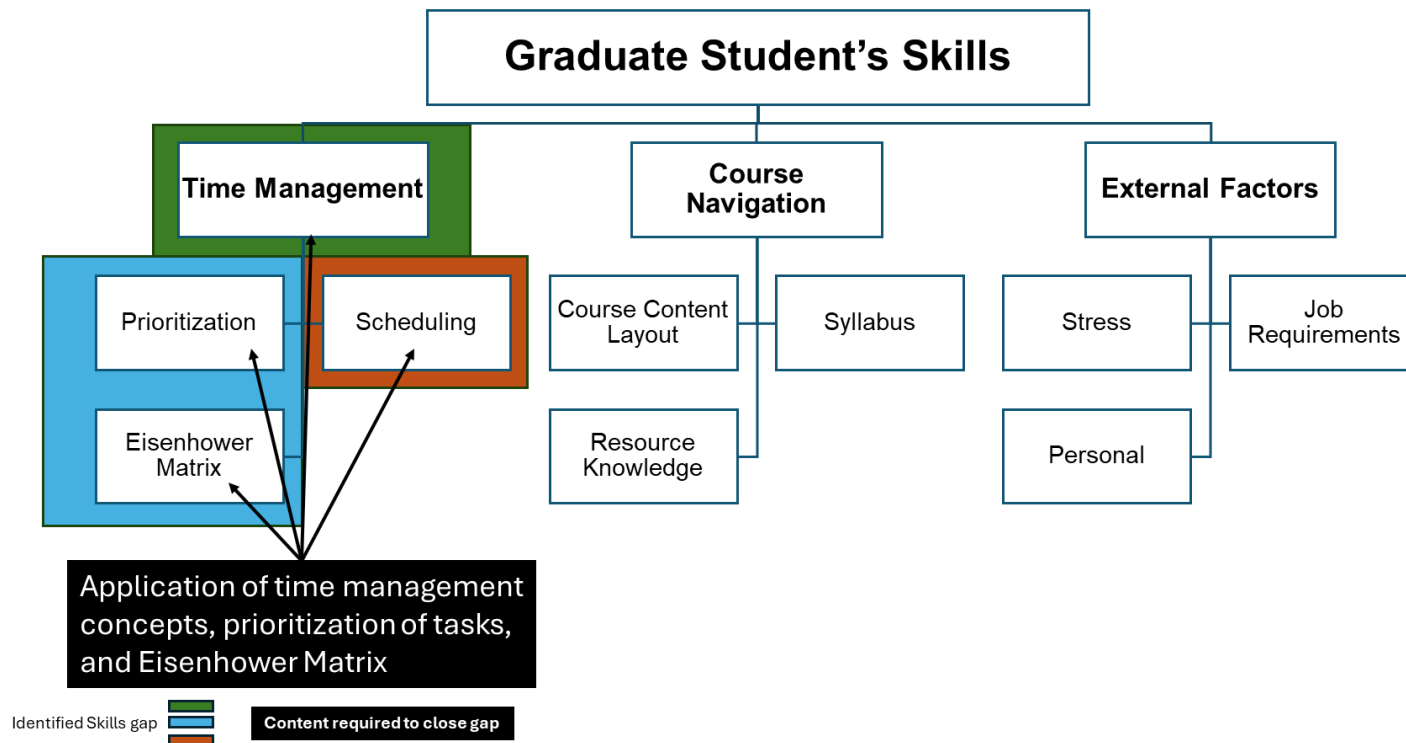 Graduate Student’s Skills
Time Management
Course
Navigation
External Factors
Prioritization
Scheduling
Course Content
Layout
Syllabus
Stress
Job
Requirements
Eisenhower
Matrix
Resource
Knowledge
Personal
Application of time management
concepts, prioritization of tasks,
and Eisenhower Matrix
Identified Skills gap
Content required to close gap